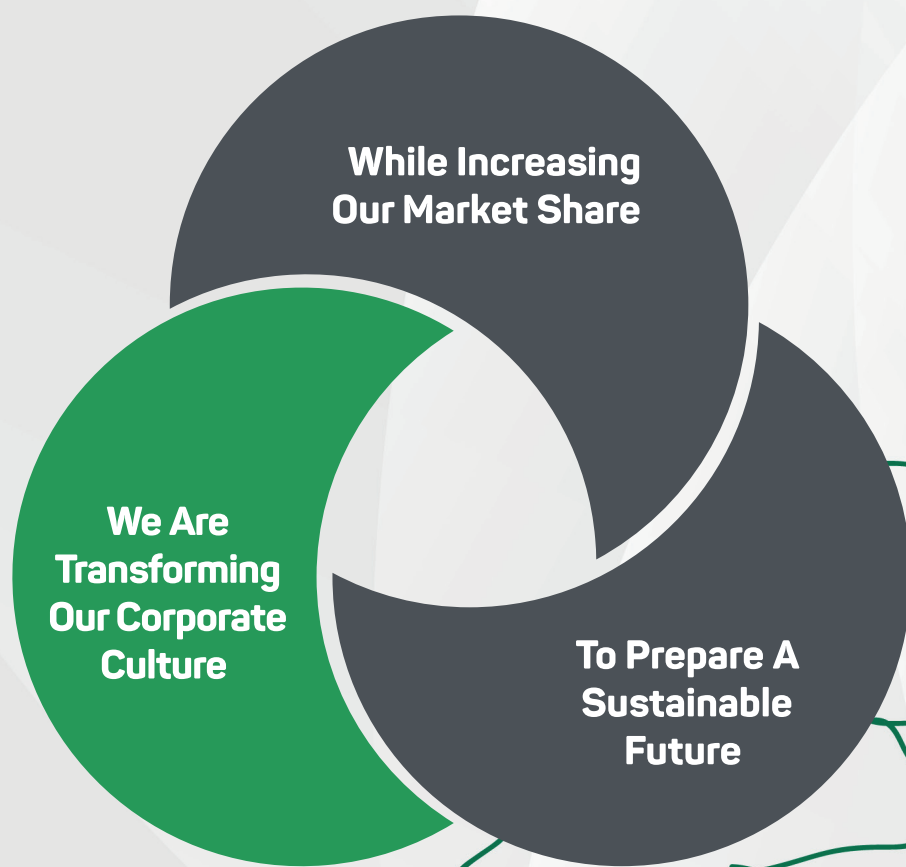 While Increasing
Our Market Share
We Are
Transforming
Our Corporate
Culture
To Prepare A
Sustainable
Future